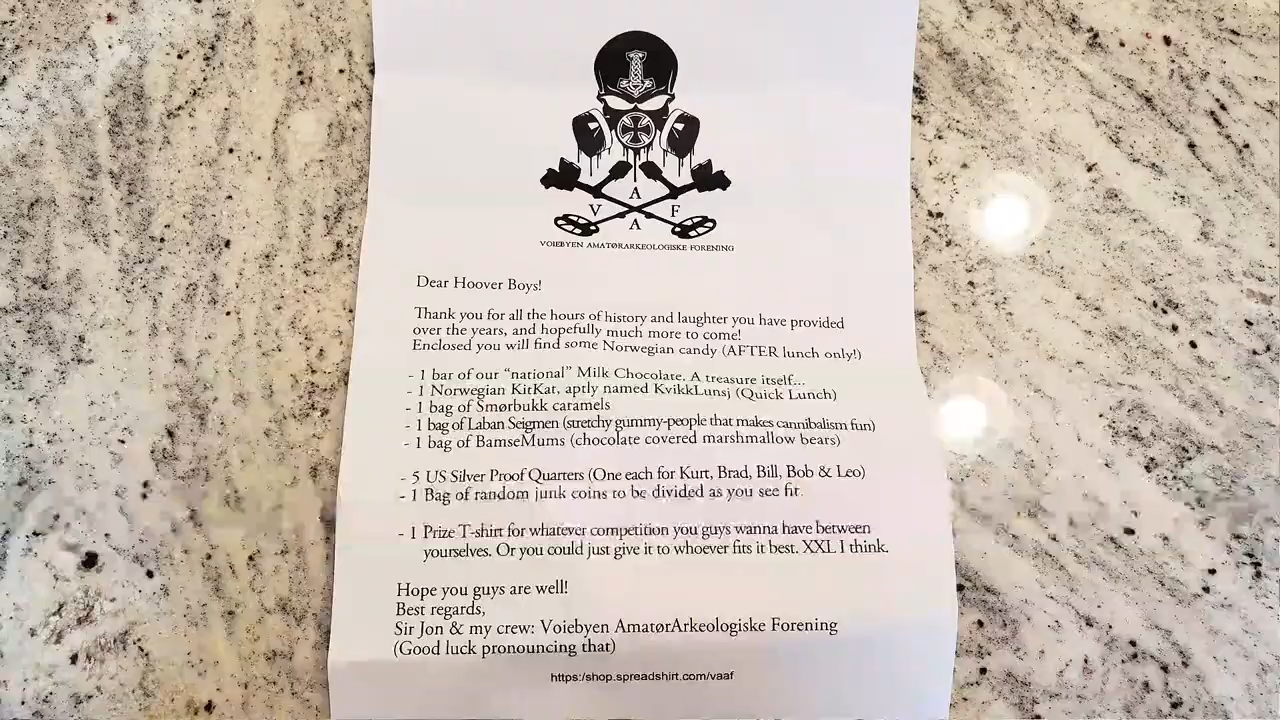 A
V F
A
VOIEBYEN AMATØRARKEOLOGISKE FORENING
Dear Hoover Boys!
Thank you for all the hours of history and laughter you have provided
over the years, and hopefully much more to come!
Enclosed you will find some Norwegian candy (AFTER lunch only!)
- 1 bar of our “national” Milk Chocolate. A treasure itself...
- 1 Norwegian KitKat, aptly named KvikkLunsj (Quick Lunch)
- 1 bag of Smørbukk caramels
- 1 bag of Laban Seigmen (stretchy gummy-people that makes cannibalism fun)
- 1 bag of BamseMums (chocolate covered marshmallow bears)
- 5 US Silver Proof Quarters (One each for Kurt, Brad, Bill, Bob & Leo)
- 1 Bag of random junk coins to be divided as you see fit.
- 1 Prize T-shirt for whatever competition you guys wanna have between
yourselves. Or you could just give it to whoever fits it best. XXL I think.
Hope you guys are well!
Best regards,
Sir Jon & my crew: Voiebyen AmatørArkeologiske Forening
(Good luck pronouncing that)
https:/shop.spreadshirt.com/vaaf